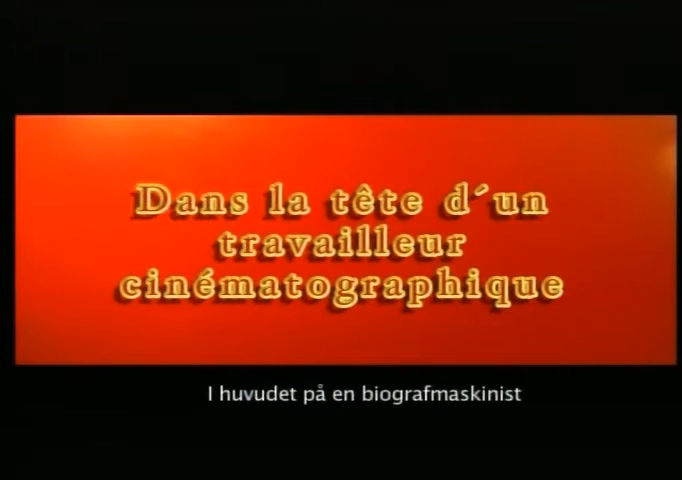 Dans la tête d´un
travailleur
cinématographique
I huvudet på en biografmaskinist